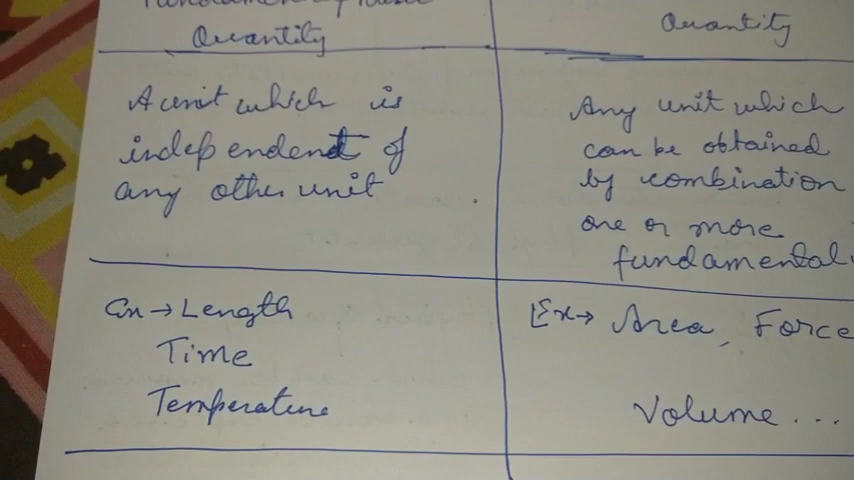 Quantity
Quantity
A unit which is
independent of
any other unit
Any unit which
can be obtained
by combination
one or more
fundamental
Ex → Length
Time
Temperature
Ex → Area, Force
Volume...